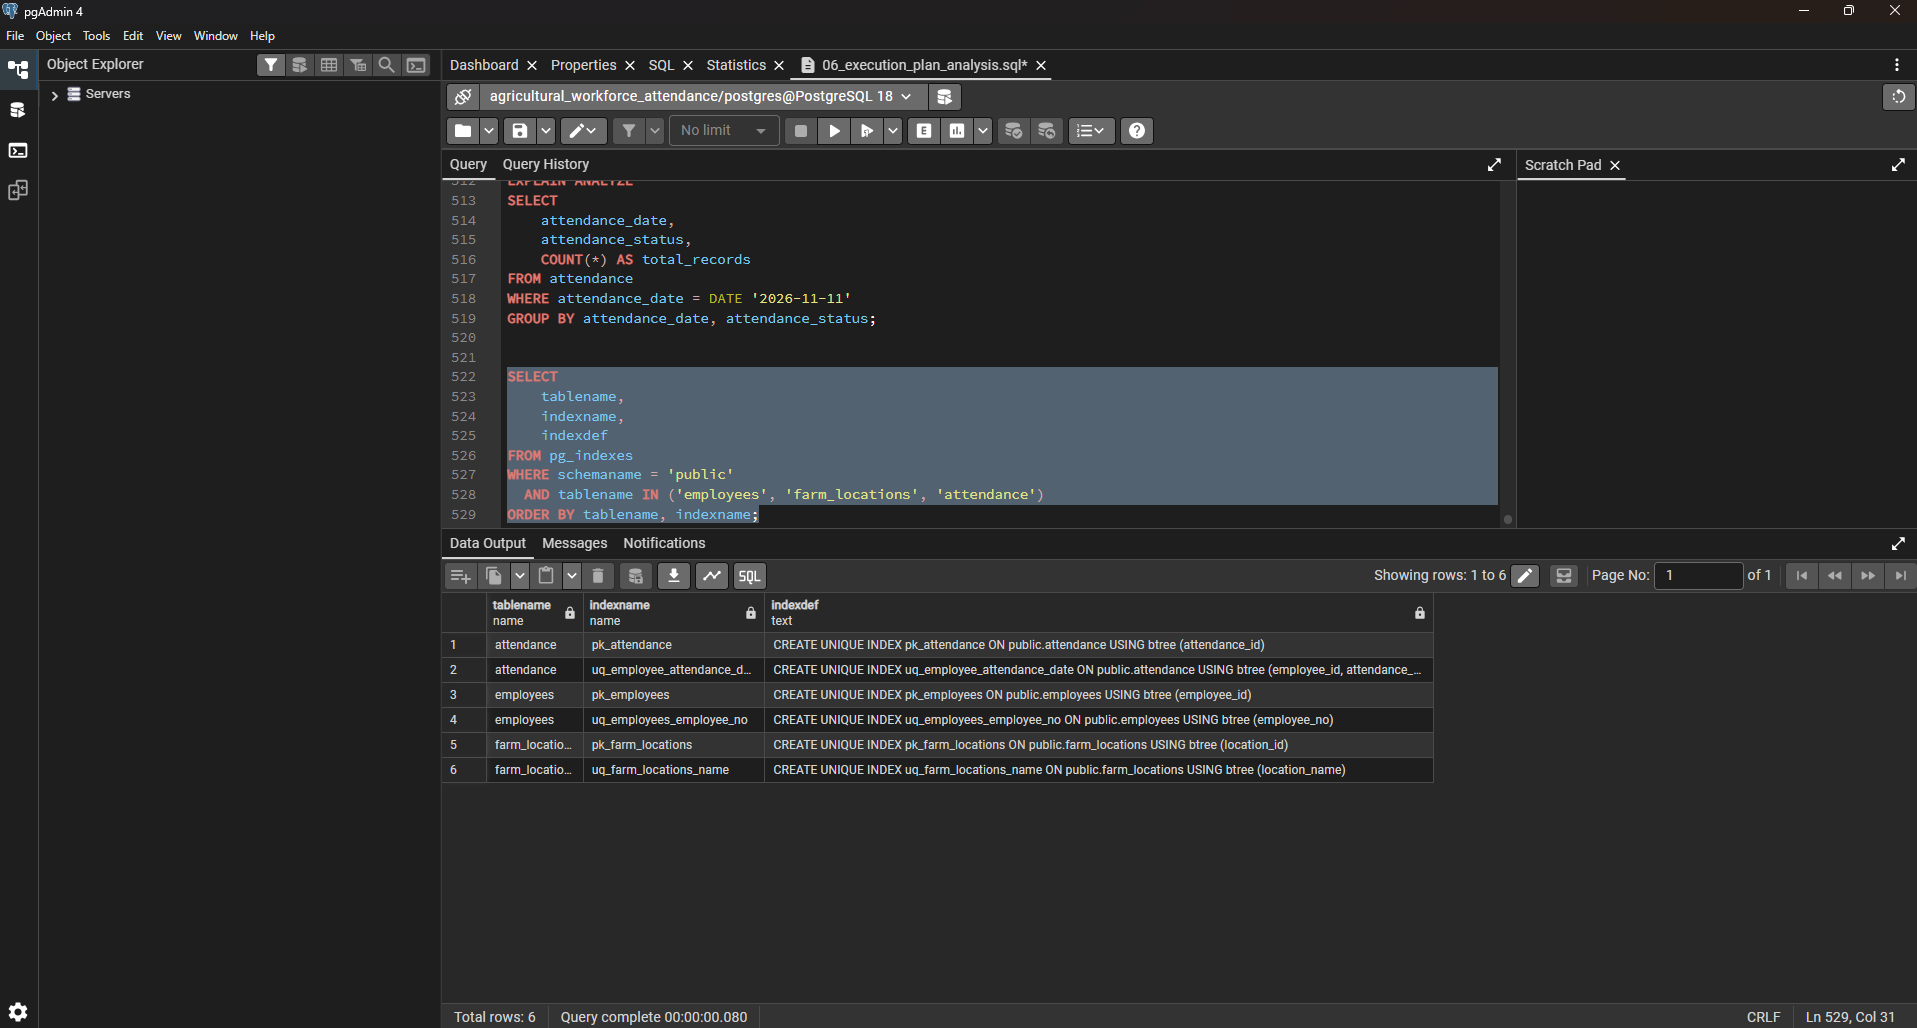 pgAdmin 4
File Object Tools Edit View Window Help
Object Explorer
Servers
Dashboard Properties SQL Statistics 06_execution_plan_analysis.sql*
agricultural_workforce_attendance/postgres@PostgreSQL 18
No limit
E
Query Query History
Scratch Pad
512 EXPLAIN ANALYZE
513 SELECT
514 attendance_date,
515 attendance_status,
516 COUNT(*) AS total_records
517 FROM attendance
518 WHERE attendance_date = DATE '2026-11-11'
519 GROUP BY attendance_date, attendance_status;
520
521
522 SELECT
523 tablename,
524 indexname,
525 indexdef
526 FROM pg_indexes
527 WHERE schemaname = 'public'
528 AND tablename IN ('employees', 'farm_locations', 'attendance')
529 ORDER BY tablename, indexname;
Data Output Messages Notifications
SQL
Showing rows: 1 to 6
Page No: 1 of 1
tablename indexname indexdef
name name text
1 attendance pk_attendance CREATE UNIQUE INDEX pk_attendance ON public.attendance USING btree (attendance_id)
2 attendance uq_employee_attendance_d... CREATE UNIQUE INDEX uq_employee_attendance_date ON public.attendance USING btree (employee_id, attendance_...
3 employees pk_employees CREATE UNIQUE INDEX pk_employees ON public.employees USING btree (employee_id)
4 employees uq_employees_employee_no CREATE UNIQUE INDEX uq_employees_employee_no ON public.employees USING btree (employee_no)
5 farm_locatio... pk_farm_locations CREATE UNIQUE INDEX pk_farm_locations ON public.farm_locations USING btree (location_id)
6 farm_locatio... uq_farm_locations_name CREATE UNIQUE INDEX uq_farm_locations_name ON public.farm_locations USING btree (location_name)
Total rows: 6
Query complete 00:00:00.080
CRLF
Ln 529, Col 31